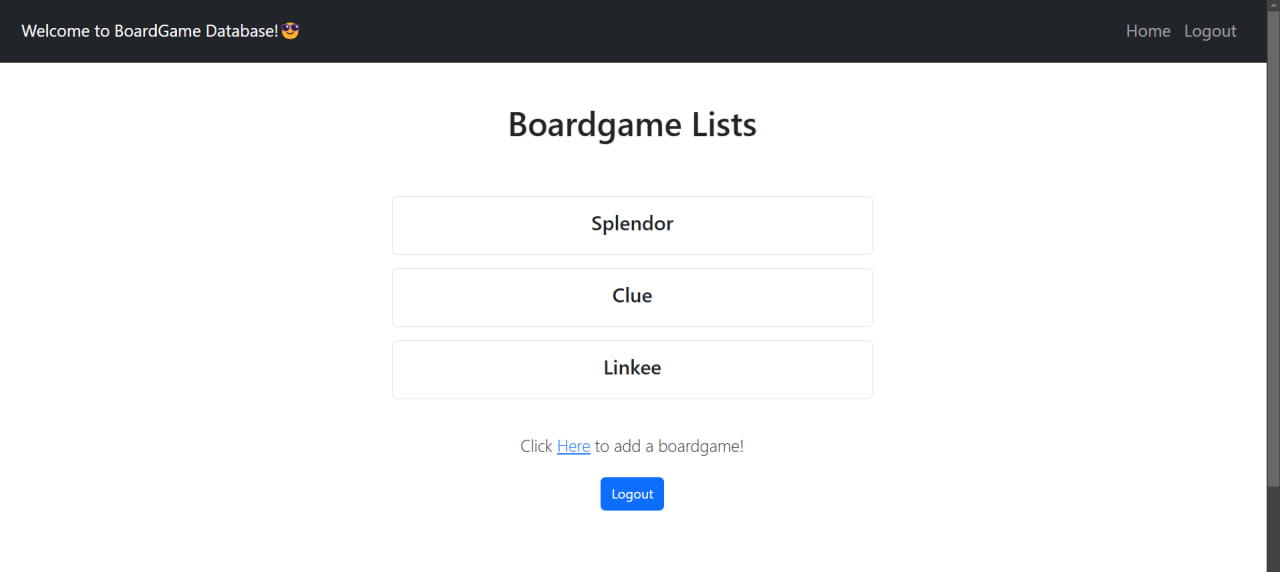 Welcome to BoardGame Database!😎
Home Logout
Boardgame Lists
Splendor
Clue
Linkee
Click Here to add a boardgame!
Logout